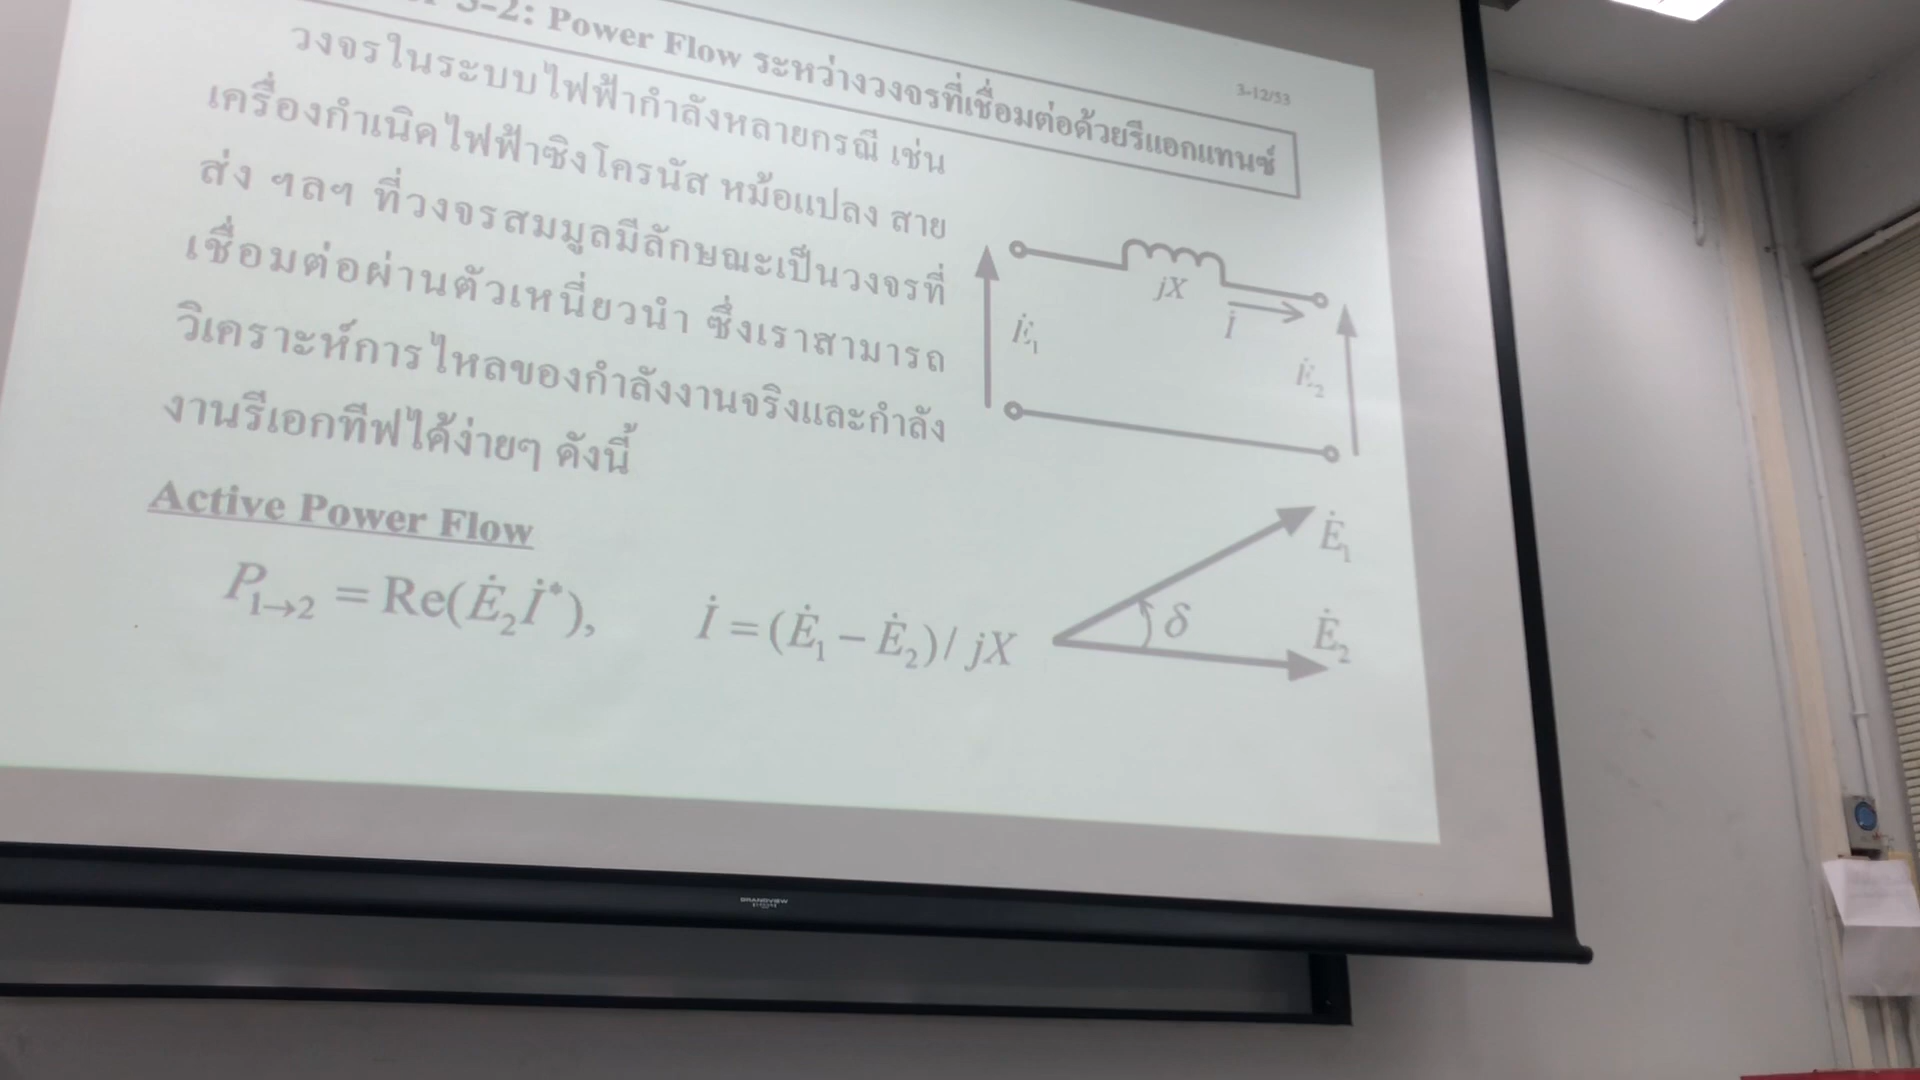 3-2: Power Flow ระหว่างวงจรที่เชื่อมต่อด้วยรีแอกแทนซ์
3-12/53
วงจรในระบบไฟฟ้ากำลังหลายกรณี เช่น
เครื่องกำเนิดไฟฟ้าซิงโครนัส หม้อแปลง สาย
ส่ง ฯลฯ ที่วงจรสมมูลมีลักษณะเป็นวงจรที่
เชื่อมต่อผ่านตัวเหนี่ยวนำ ซึ่งเราสามารถ
วิเคราะห์การไหลของกำลังงานจริงและกำลัง
งานรีเอกทีฟได้ง่ายๆ ดังนี้
jX
İ
Ė₁
Ė₂
Active Power Flow
P₁→₂ = Re(Ė₂İ*), İ = (Ė₁ − Ė₂)/ jX
Ė₁
δ
Ė₂
GRANDVIEW